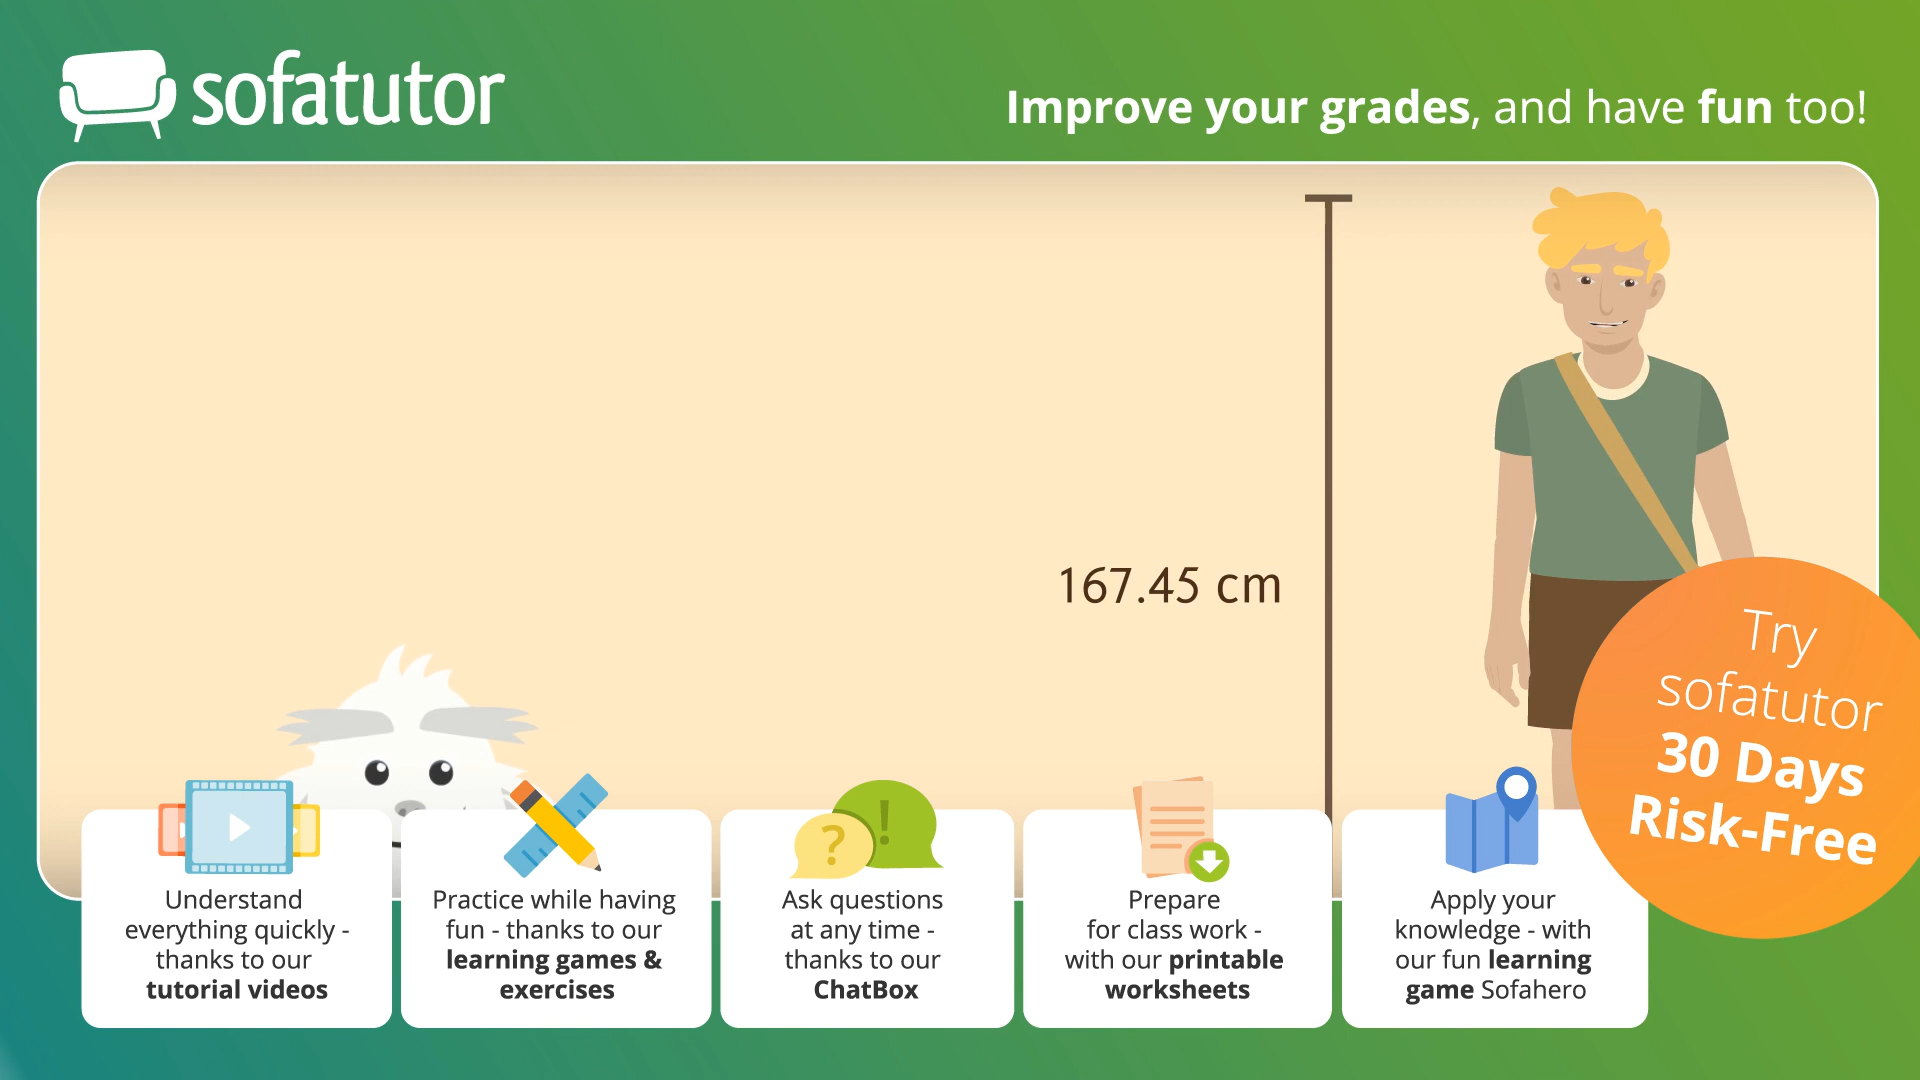 sofatutor
Improve your grades, and have fun too!
167.45 cm
Try
sofatutor
30 Days
Risk-Free
?
!
Understand
everything quickly -
thanks to our
tutorial videos
Practice while having
fun - thanks to our
learning games &
exercises
Ask questions
at any time -
thanks to our
ChatBox
Prepare
for class work -
with our printable
worksheets
Apply your
knowledge - with
our fun learning
game Sofahero